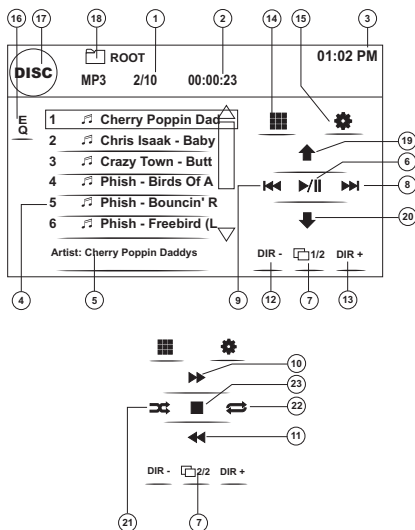 16 17 18 1 2 14 15 3
ROOT
01:02 PM
DISC
MP3 2/10 00:00:23
EQ
1 Cherry Poppin Dad
2 Chris Isaak - Baby
3 Crazy Town - Butt
4 Phish - Birds Of A
5 Phish - Bouncin' R
6 Phish - Freebird (L
Artist: Cherry Poppin Daddys
DIR - 1/2 DIR +
19
6
8
20
4 5 9 12 7 13
10
23
22
11
DIR - 2/2 DIR +
21 7